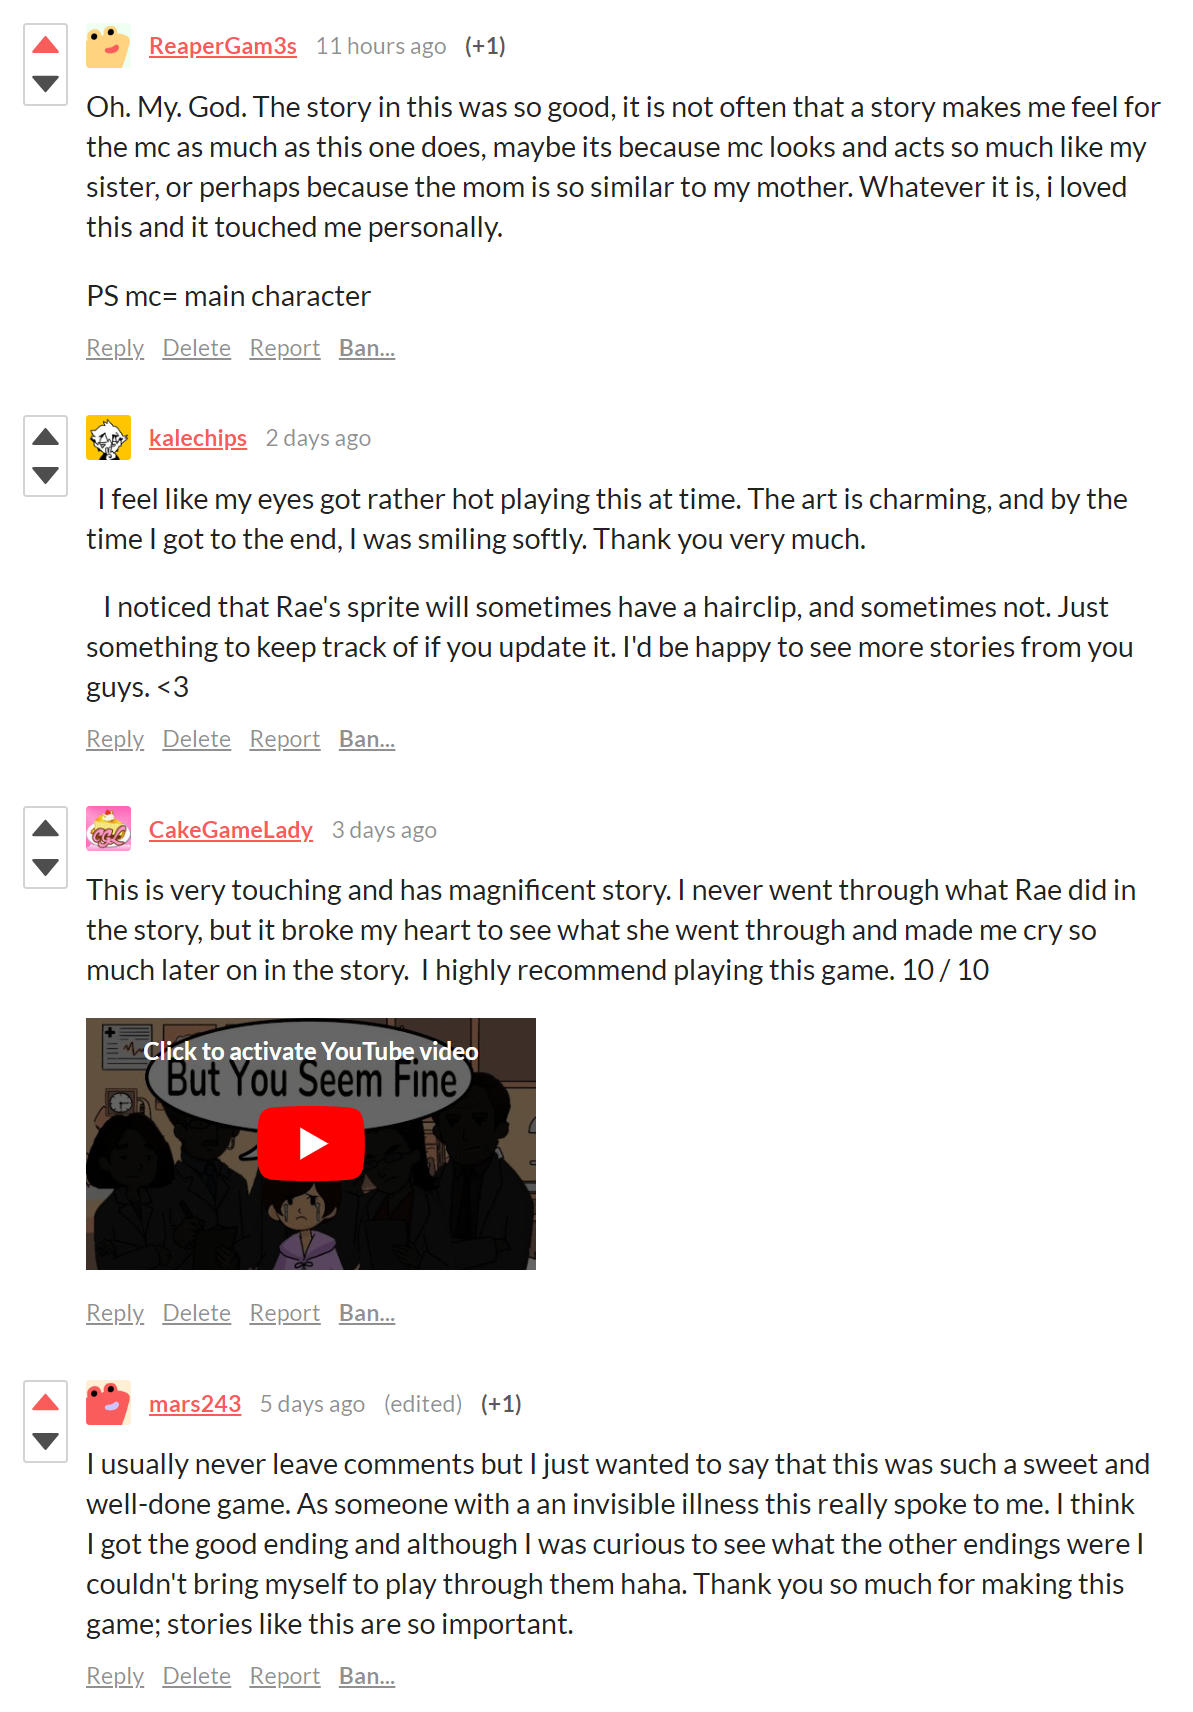 ReaperGam3s 11 hours ago (+1)
Oh. My. God. The story in this was so good, it is not often that a story makes me feel for
the mc as much as this one does, maybe its because mc looks and acts so much like my
sister, or perhaps because the mom is so similar to my mother. Whatever it is, i loved
this and it touched me personally.
PS mc= main character
Reply Delete Report Ban...
kalechips 2 days ago
I feel like my eyes got rather hot playing this at time. The art is charming, and by the
time I got to the end, I was smiling softly. Thank you very much.
I noticed that Rae's sprite will sometimes have a hairclip, and sometimes not. Just
something to keep track of if you update it. I'd be happy to see more stories from you
guys. <3
Reply Delete Report Ban...
CakeGameLady 3 days ago
This is very touching and has magnificent story. I never went through what Rae did in
the story, but it broke my heart to see what she went through and made me cry so
much later on in the story. I highly recommend playing this game. 10 / 10
Click to activate YouTube video
But You Seem Fine
Reply Delete Report Ban...
mars243 5 days ago (edited) (+1)
I usually never leave comments but I just wanted to say that this was such a sweet and
well-done game. As someone with a an invisible illness this really spoke to me. I think
I got the good ending and although I was curious to see what the other endings were I
couldn't bring myself to play through them haha. Thank you so much for making this
game; stories like this are so important.
Reply Delete Report Ban...